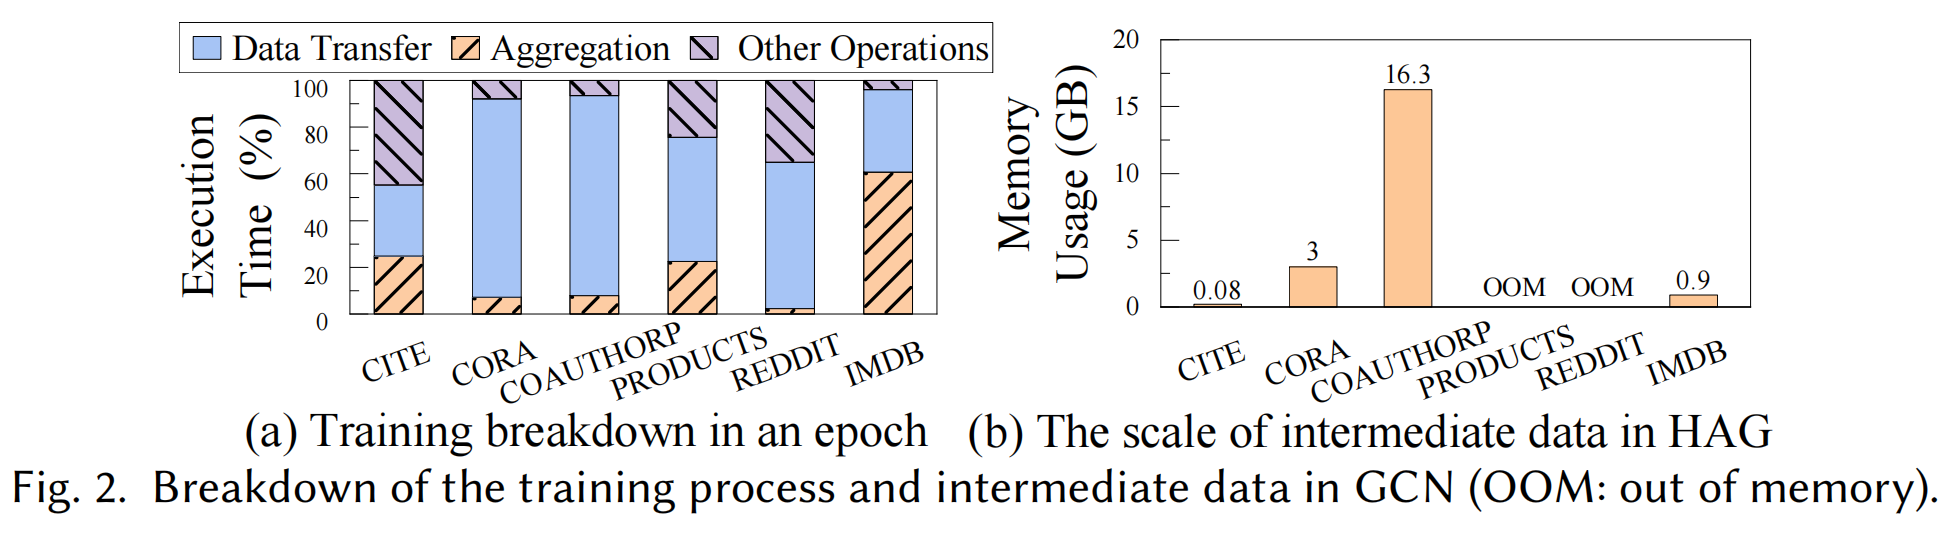 Data Transfer Aggregation Other Operations
Execution
Time (%)
100
80
60
40
20
0
CITE
CORA
COAUTHORP
PRODUCTS
REDDIT
IMDB
(a) Training breakdown in an epoch
Memory
Usage (GB)
20
15
10
5
0
0.08
3
16.3
OOM
OOM
0.9
CITE
CORA
COAUTHORP
PRODUCTS
REDDIT
IMDB
(b) The scale of intermediate data in HAG
Fig. 2. Breakdown of the training process and intermediate data in GCN (OOM: out of memory).